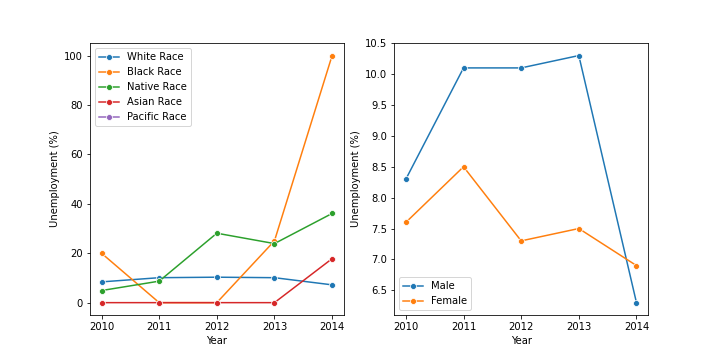 Unemployment (%)
100
80
60
40
20
0
White Race
Black Race
Native Race
Asian Race
Pacific Race
2010 2011 2012 2013 2014
Year
Unemployment (%)
10.5
10.0
9.5
9.0
8.5
8.0
7.5
7.0
6.5
Male
Female
2010 2011 2012 2013 2014
Year